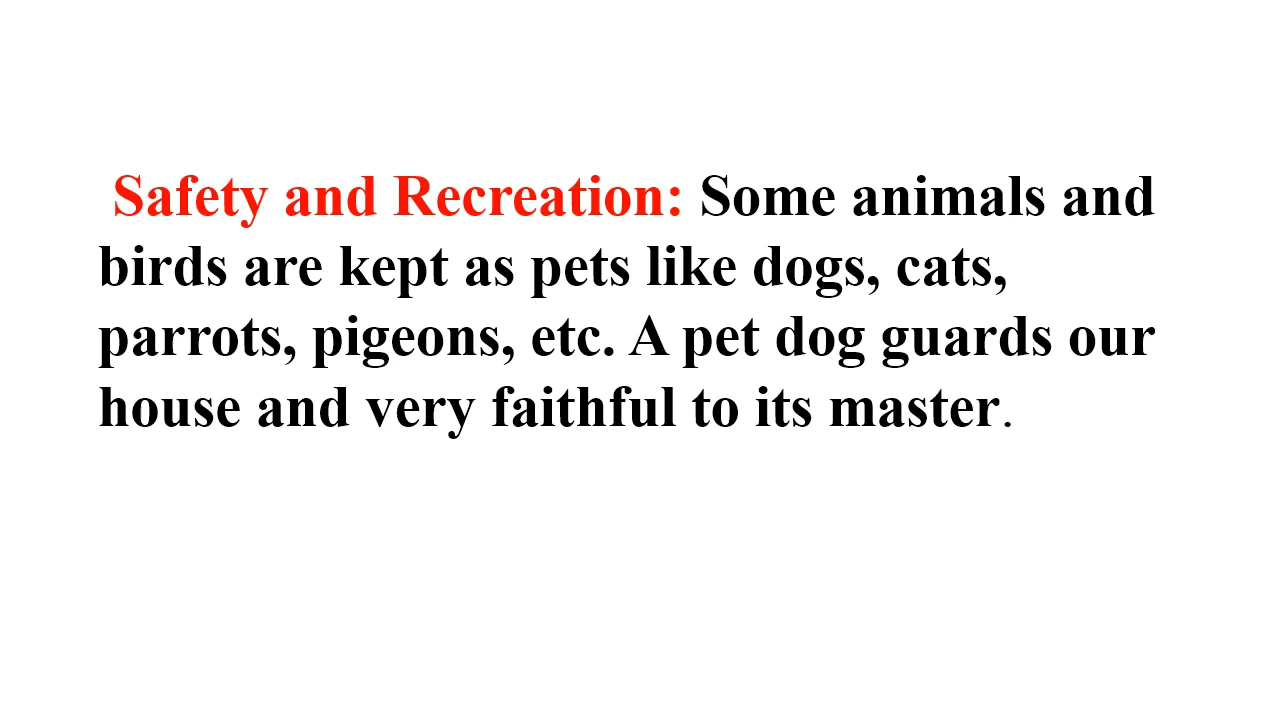 Safety and Recreation: Some animals and
birds are kept as pets like dogs, cats,
parrots, pigeons, etc. A pet dog guards our
house and very faithful to its master.